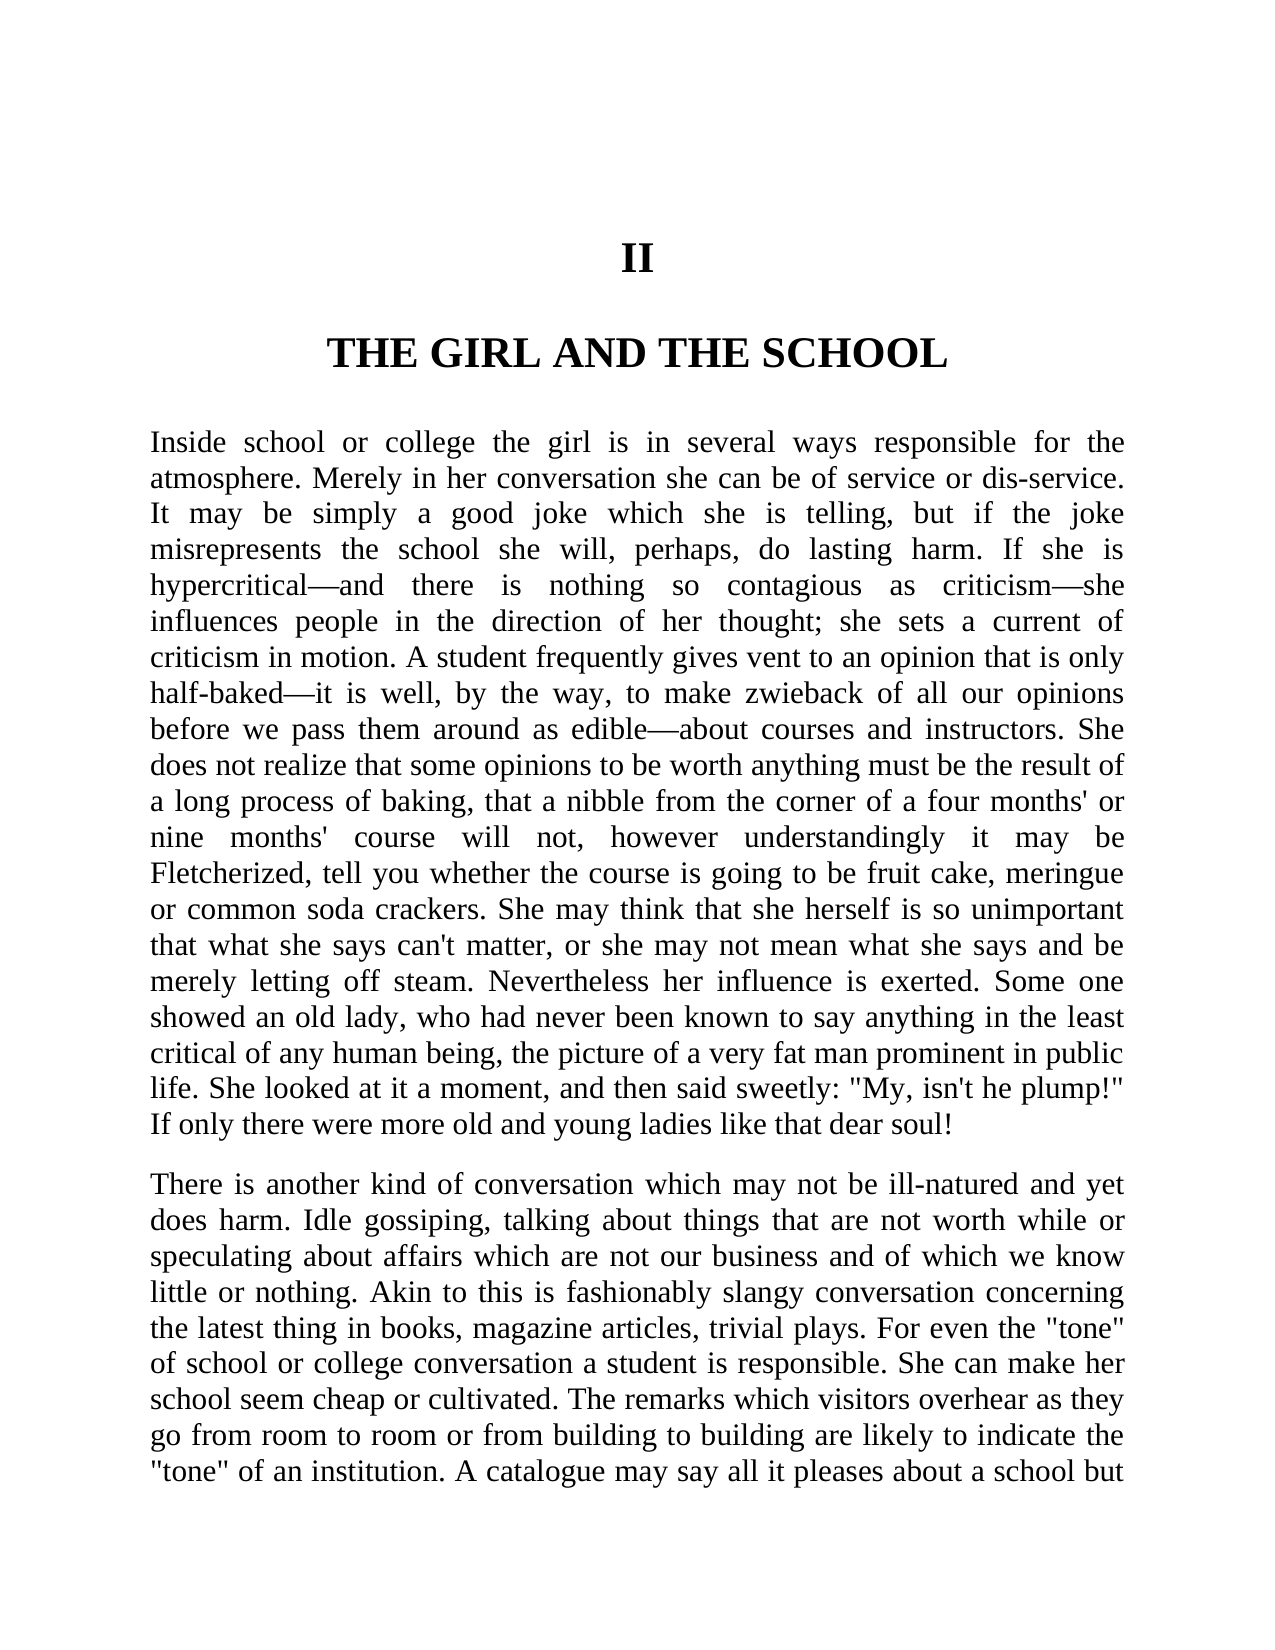 II
THE GIRL AND THE SCHOOL
Inside school or college the girl is in several ways responsible for the
atmosphere. Merely in her conversation she can be of service or dis-service.
It may be simply a good joke which she is telling, but if the joke
misrepresents the school she will, perhaps, do lasting harm. If she is
hypercritical—and there is nothing so contagious as criticism—she
influences people in the direction of her thought; she sets a current of
criticism in motion. A student frequently gives vent to an opinion that is only
half-baked—it is well, by the way, to make zwieback of all our opinions
before we pass them around as edible—about courses and instructors. She
does not realize that some opinions to be worth anything must be the result of
a long process of baking, that a nibble from the corner of a four months' or
nine months' course will not, however understandingly it may be
Fletcherized, tell you whether the course is going to be fruit cake, meringue
or common soda crackers. She may think that she herself is so unimportant
that what she says can't matter, or she may not mean what she says and be
merely letting off steam. Nevertheless her influence is exerted. Some one
showed an old lady, who had never been known to say anything in the least
critical of any human being, the picture of a very fat man prominent in public
life. She looked at it a moment, and then said sweetly: "My, isn't he plump!"
If only there were more old and young ladies like that dear soul!
There is another kind of conversation which may not be ill-natured and yet
does harm. Idle gossiping, talking about things that are not worth while or
speculating about affairs which are not our business and of which we know
little or nothing. Akin to this is fashionably slangy conversation concerning
the latest thing in books, magazine articles, trivial plays. For even the "tone"
of school or college conversation a student is responsible. She can make her
school seem cheap or cultivated. The remarks which visitors overhear as they
go from room to room or from building to building are likely to indicate the
"tone" of an institution. A catalogue may say all it pleases about a school but